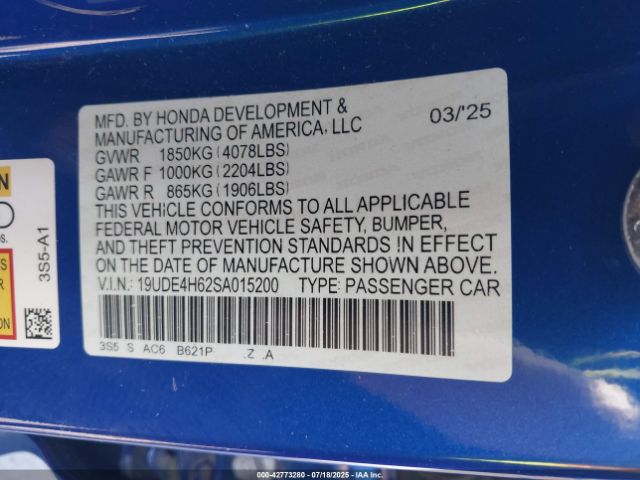 MFD. BY HONDA DEVELOPMENT &
MANUFACTURING OF AMERICA, LLC
03/'25
GVWR 1850KG (4078LBS)
GAWR F 1000KG (2204LBS)
GAWR R 865KG (1906LBS)
THIS VEHICLE CONFORMS TO ALL APPLICABLE
FEDERAL MOTOR VEHICLE SAFETY, BUMPER,
AND THEFT PREVENTION STANDARDS IN EFFECT
ON THE DATE OF MANUFACTURE SHOWN ABOVE.
V.I.N.: 19UDE4H62SA015200 TYPE: PASSENGER CAR
3S5 S AC6 B621P .Z .A
3S5-A1
000-42773280 - 07/18/2025 - IAA Inc.